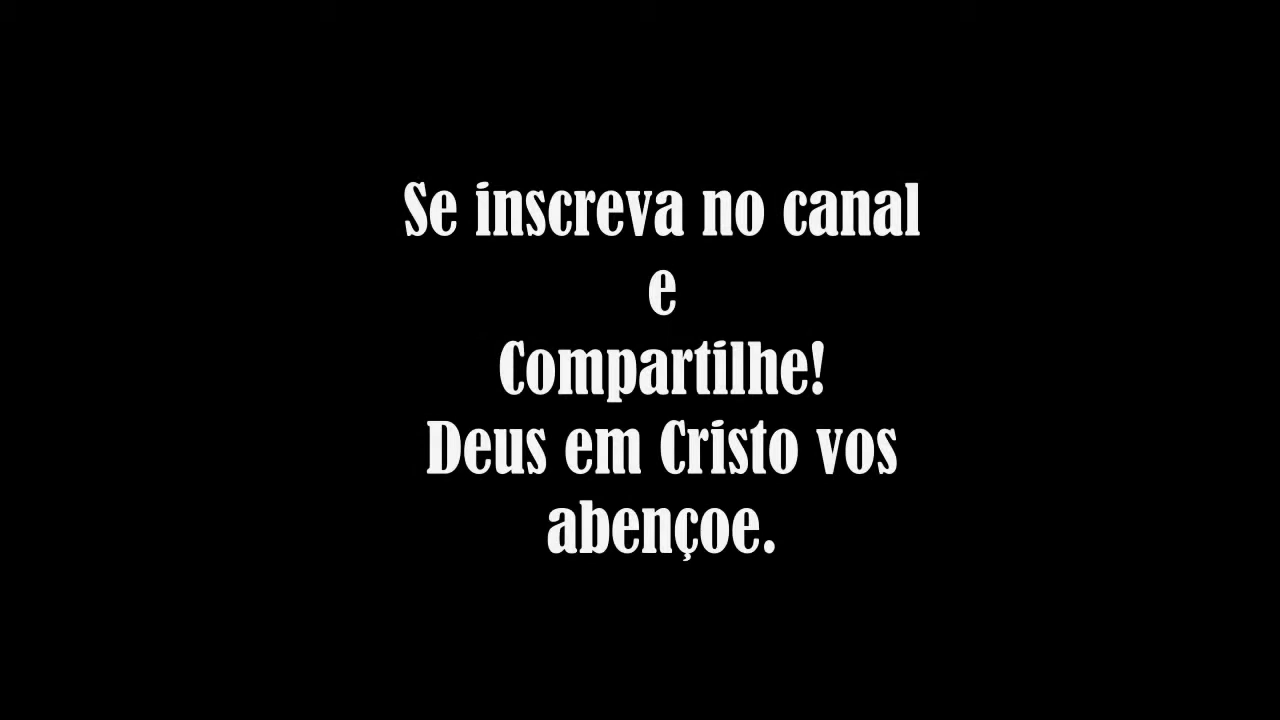 Se inscreva no canal
e
Compartilhe!
Deus em Cristo vos
abençoe.